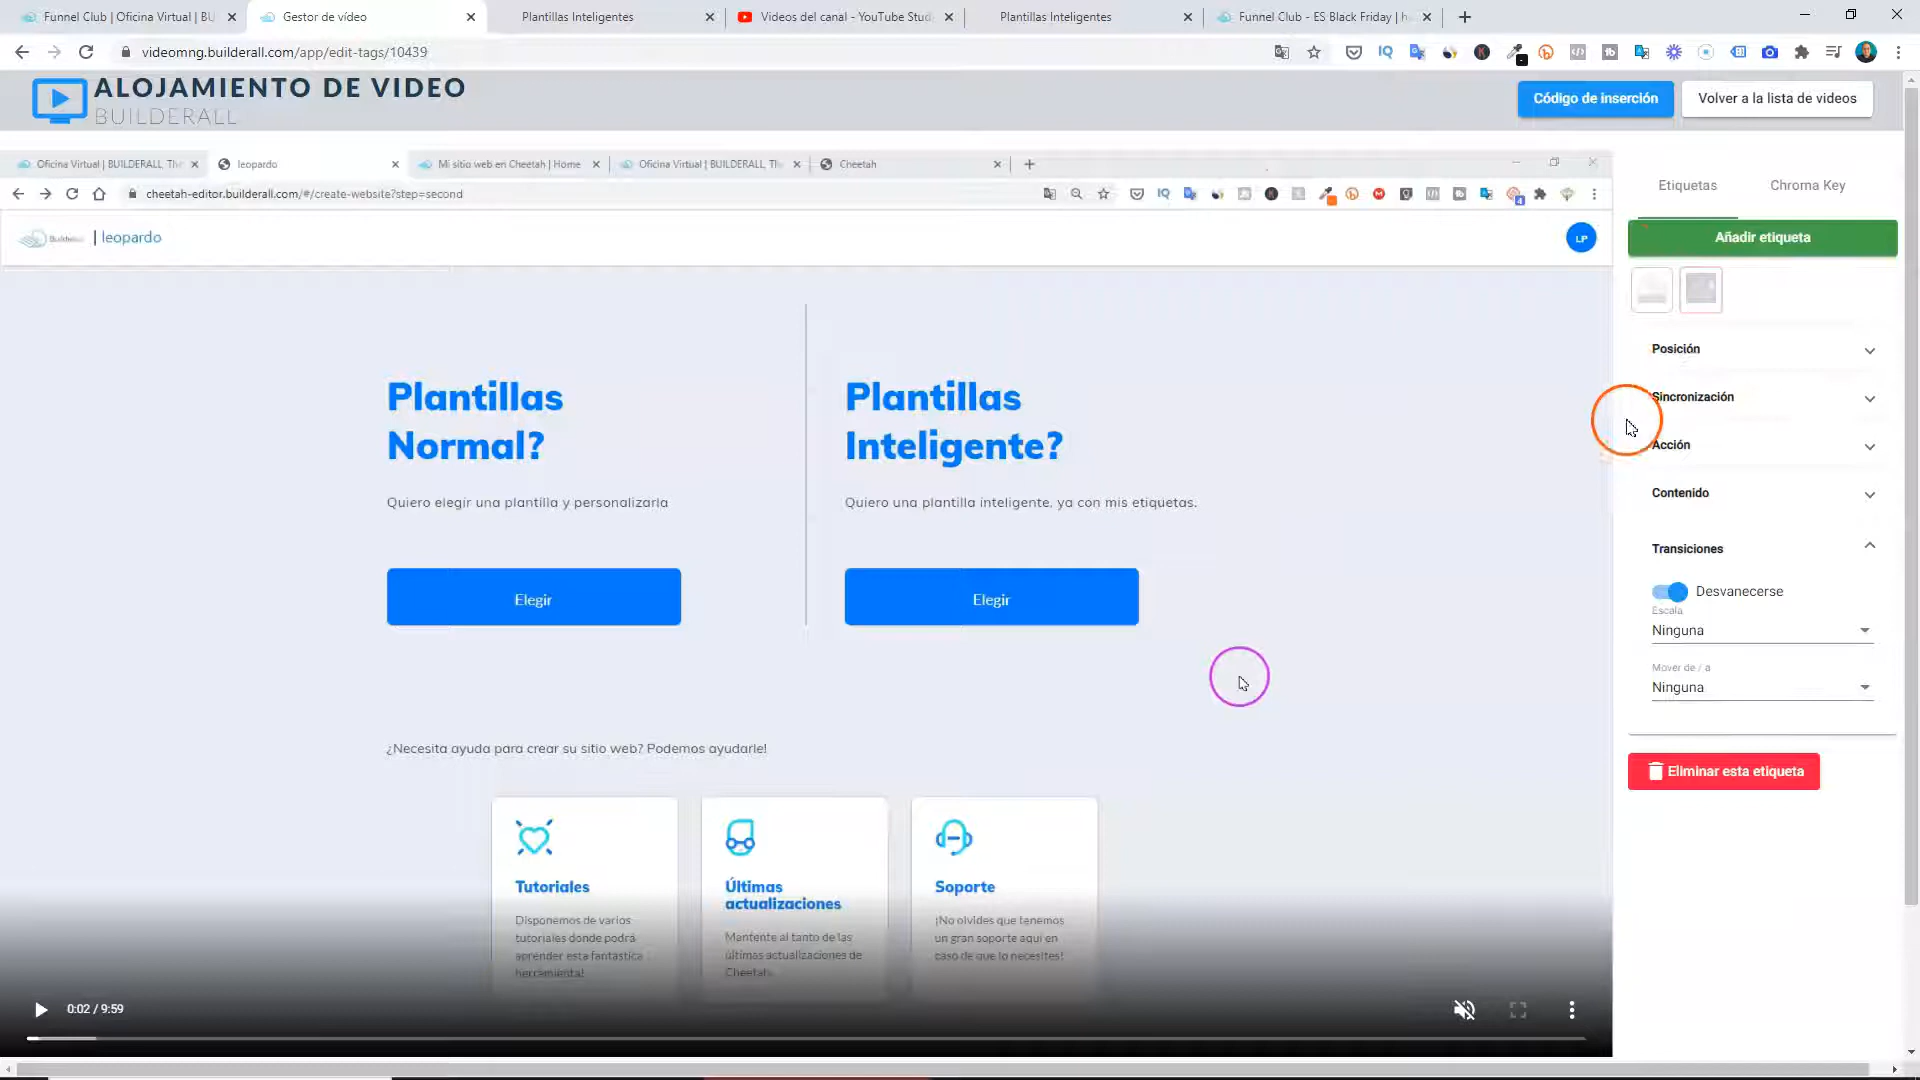 Funnel Club | Oficina Virtual | BU
Gestor de vídeo
Plantillas Inteligentes
Videos del canal - YouTube Stud
Plantillas Inteligentes
Funnel Club - ES Black Friday | h
videomng.builderall.com/app/edit-tags/10439
ALOJAMIENTO DE VIDEO
BUILDERALL
Código de inserción
Volver a la lista de videos
Oficina Virtual | BUILDERALL, Th
leopardo
Mi sitio web en Cheetah | Home
Oficina Virtual | BUILDERALL, Th
Cheetah
cheetah-editor.builderall.com/#/create-website?step=second
Builderall | leopardo
LP
Etiquetas
Chroma Key
Añadir etiqueta
Posición
Sincronización
Acción
Contenido
Transiciones
Desvanecerse
Escala
Ninguna
Mover de / a
Ninguna
Eliminar esta etiqueta
Plantillas
Normal?
Quiero elegir una plantilla y personalizarla
Elegir
Plantillas
Inteligente?
Quiero una plantilla inteligente, ya con mis etiquetas.
Elegir
¿Necesita ayuda para crear su sitio web? Podemos ayudarle!
Tutoriales
Disponemos de varios
tutoriales donde podrá
aprender esta fantastica
herramienta!
Últimas
actualizaciones
Mantente al tanto de las
últimas actualizaciones de
Cheetah.
Soporte
¡No olvides que tenemos
un gran soporte aquí en
caso de que lo necesites!
0:02 / 9:59